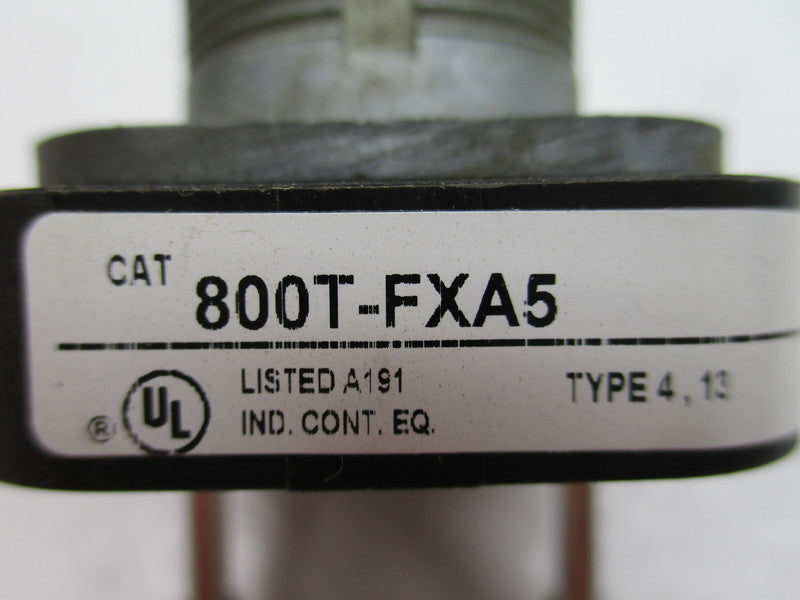 CAT 800T-FXA5
LISTED A191 TYPE 4, 13
® UL IND. CONT. EQ.